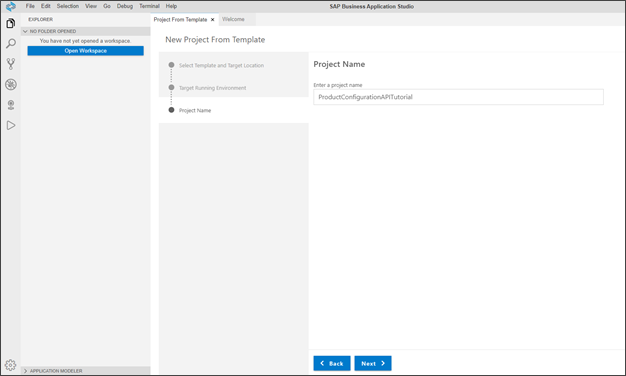 File Edit Selection View Go Debug Terminal Help
SAP Business Application Studio
EXPLORER
NO FOLDER OPENED
You have not yet opened a workspace.
Open Workspace
APPLICATION MODELER
Project From Template
Welcome
New Project From Template
Select Template and Target Location
Target Running Environment
Project Name
Project Name
Enter a project name
ProductConfigurationAPITutorial
Back
Next